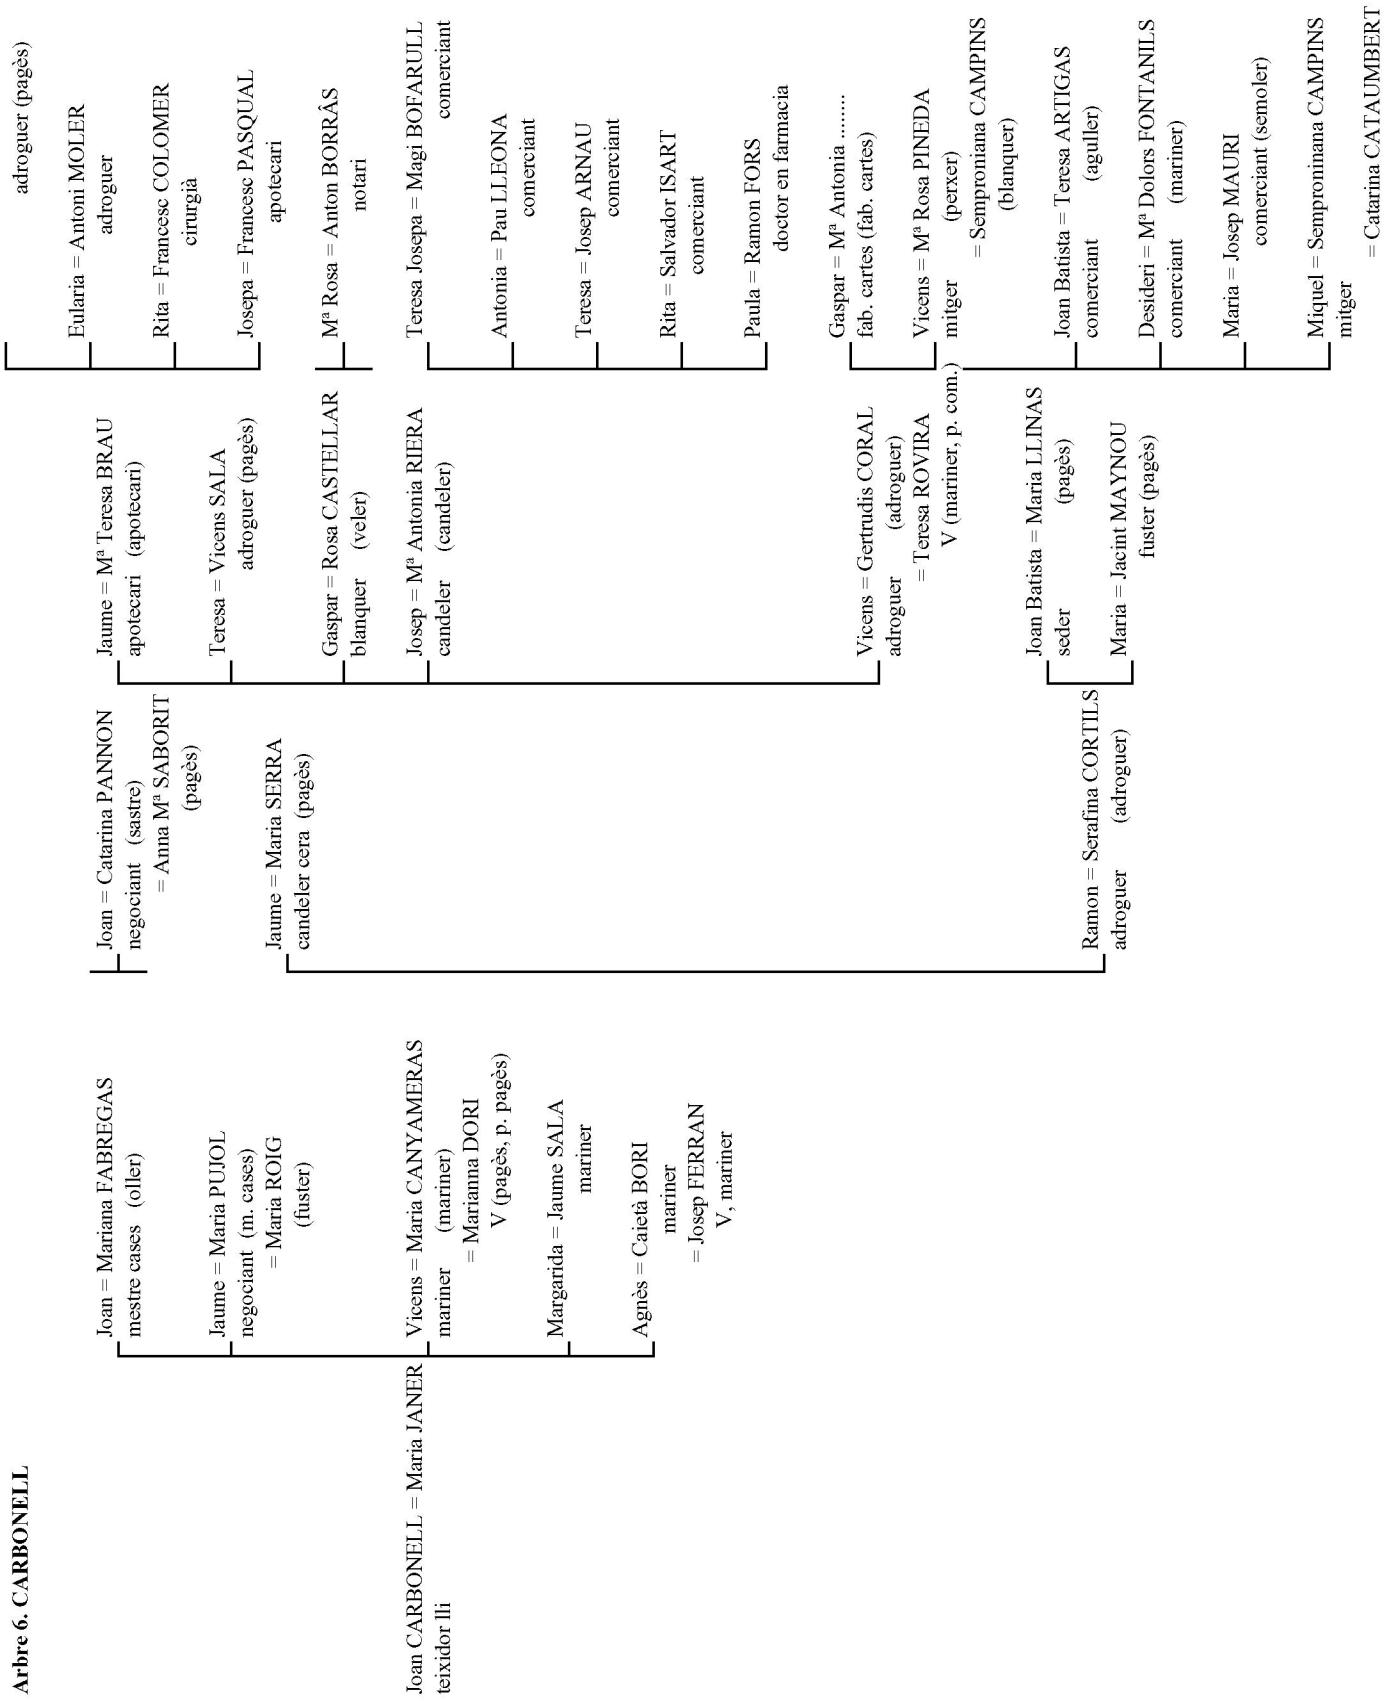 Arbre 6. CARBONELL
Joan CARBONELL = Maria JANER
teixidor lli
Joan = Mariana FABREGAS
mestre cases (oller)
Jaume = Maria PUJOL
negociant (m. cases)
= Maria ROIG
(fuster)
Vicens = Maria CANYAMERAS
mariner (mariner)
= Marianna DORI
V (pagès, p. pagès)
Margarida = Jaume SALA
mariner
Agnès = Caietà BORI
mariner
= Josep FERRAN
V, mariner
Joan = Catarina PANNON
negociant (sastre)
= Anna Mª SABORIT
(pagès)
Jaume = Maria SERRA
candeler cera (pagès)
Ramon = Serafina CORTILS
adroguer (adroguer)
Jaume = Mª Teresa BRAU
apotecari (apotecari)
Teresa = Vicens SALA
adroguer (pagès)
Gaspar = Rosa CASTELLAR
blanquer (veler)
Josep = Mª Antonia RIERA
candeler (candeler)
Vicens = Gertrudis CORAL
adroguer (adroguer)
= Teresa ROVIRA
V (mariner, p. com.)
Joan Batista = Maria LLINAS
seder (pagès)
Maria = Jacint MAYNOU
fuster (pagès)
adroguer (pagès)
Eularia = Antoni MOLER
adroguer
Rita = Francesc COLOMER
cirurgià
Josepa = Francesc PASQUAL
apotecari
Mª Rosa = Anton BORRÂS
notari
Teresa Josepa = Magi BOFARULL
comerciant
Antonia = Pau LLEONA
comerciant
Teresa = Josep ARNAU
comerciant
Rita = Salvador ISART
comerciant
Paula = Ramon FORS
doctor en farmacia
Gaspar = Mª Antonia .........
fab. cartes (fab. cartes)
Vicens = Mª Rosa PINEDA
mitger (perxer)
= Semproniana CAMPINS
(blanquer)
Joan Batista = Teresa ARTIGAS
comerciant (aguller)
Desideri = Mª Dolors FONTANILS
comerciant (mariner)
Maria = Josep MAURI
comerciant (semoler)
Miquel = Semproninana CAMPINS
mitger
= Catarina CATAUMBERT